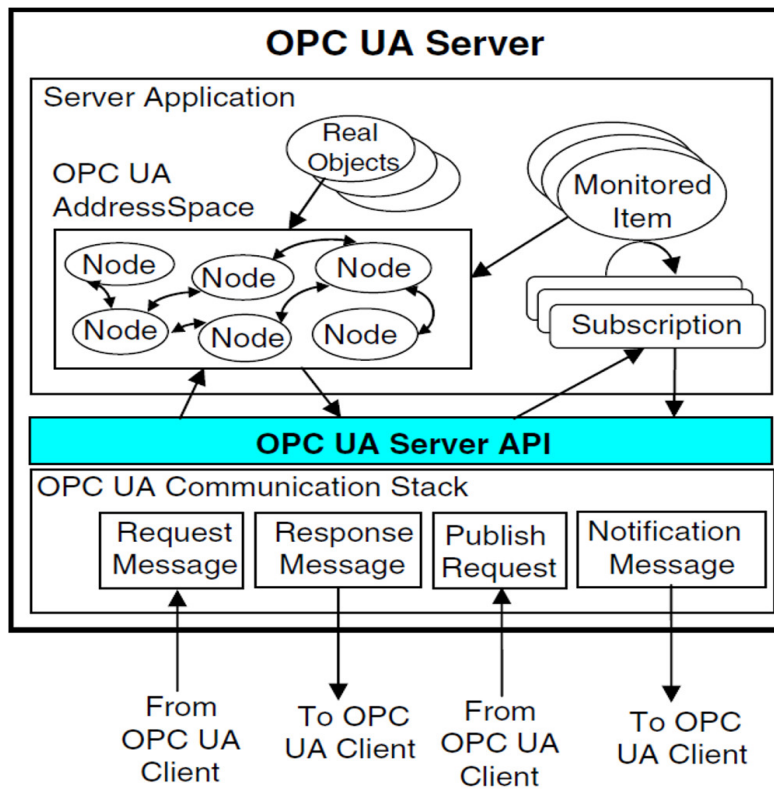 OPC UA Server
Server Application
Real
Objects
OPC UA
AddressSpace
Monitored
Item
Node
Node
Node
Node
Node
Node
Subscription
OPC UA Server API
OPC UA Communication Stack
Request
Message
Response
Message
Publish
Request
Notification
Message
From
OPC UA
Client
To OPC
UA Client
From
OPC UA
Client
To OPC
UA Client